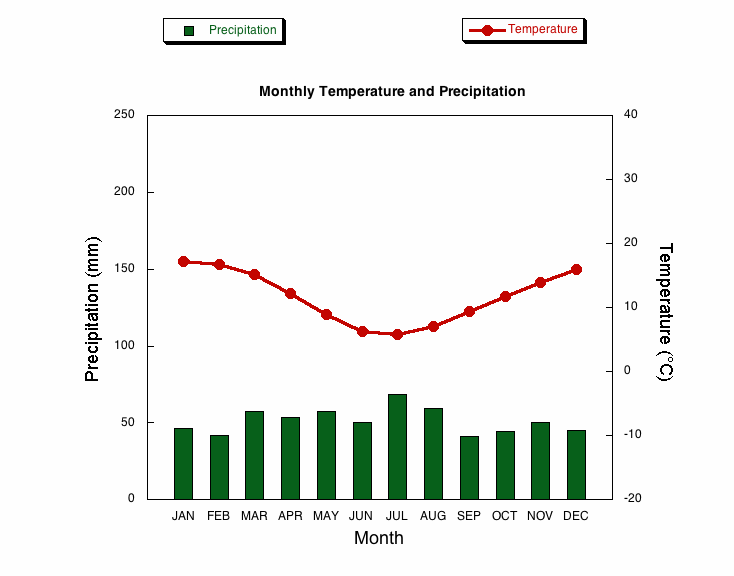 Precipitation
Temperature
Monthly Temperature and Precipitation
250
200
150
100
50
0
Precipitation (mm)
40
30
20
10
0
-10
-20
Temperature (°C)
JAN FEB MAR APR MAY JUN JUL AUG SEP OCT NOV DEC
Month